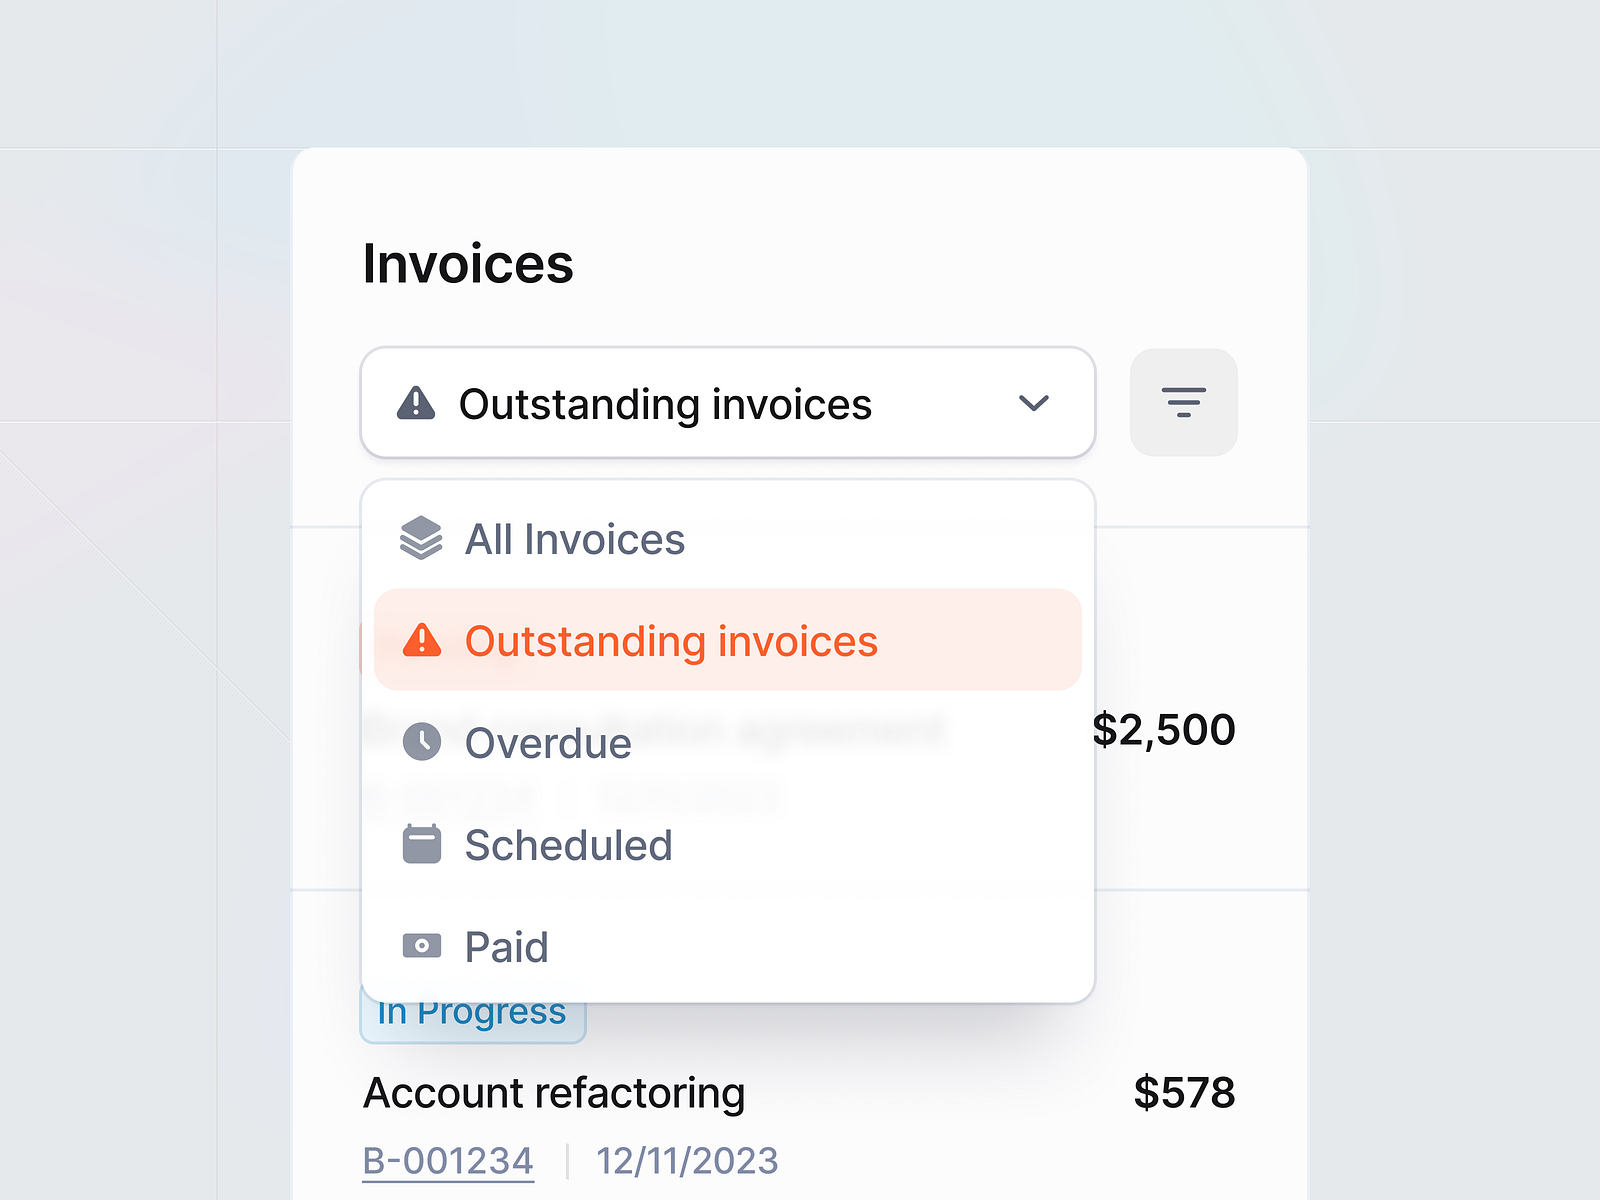 Invoices
Outstanding invoices
All Invoices
Outstanding invoices
Overdue
$2,500
Scheduled
Paid
In Progress
Account refactoring
$578
B-001234
12/11/2023